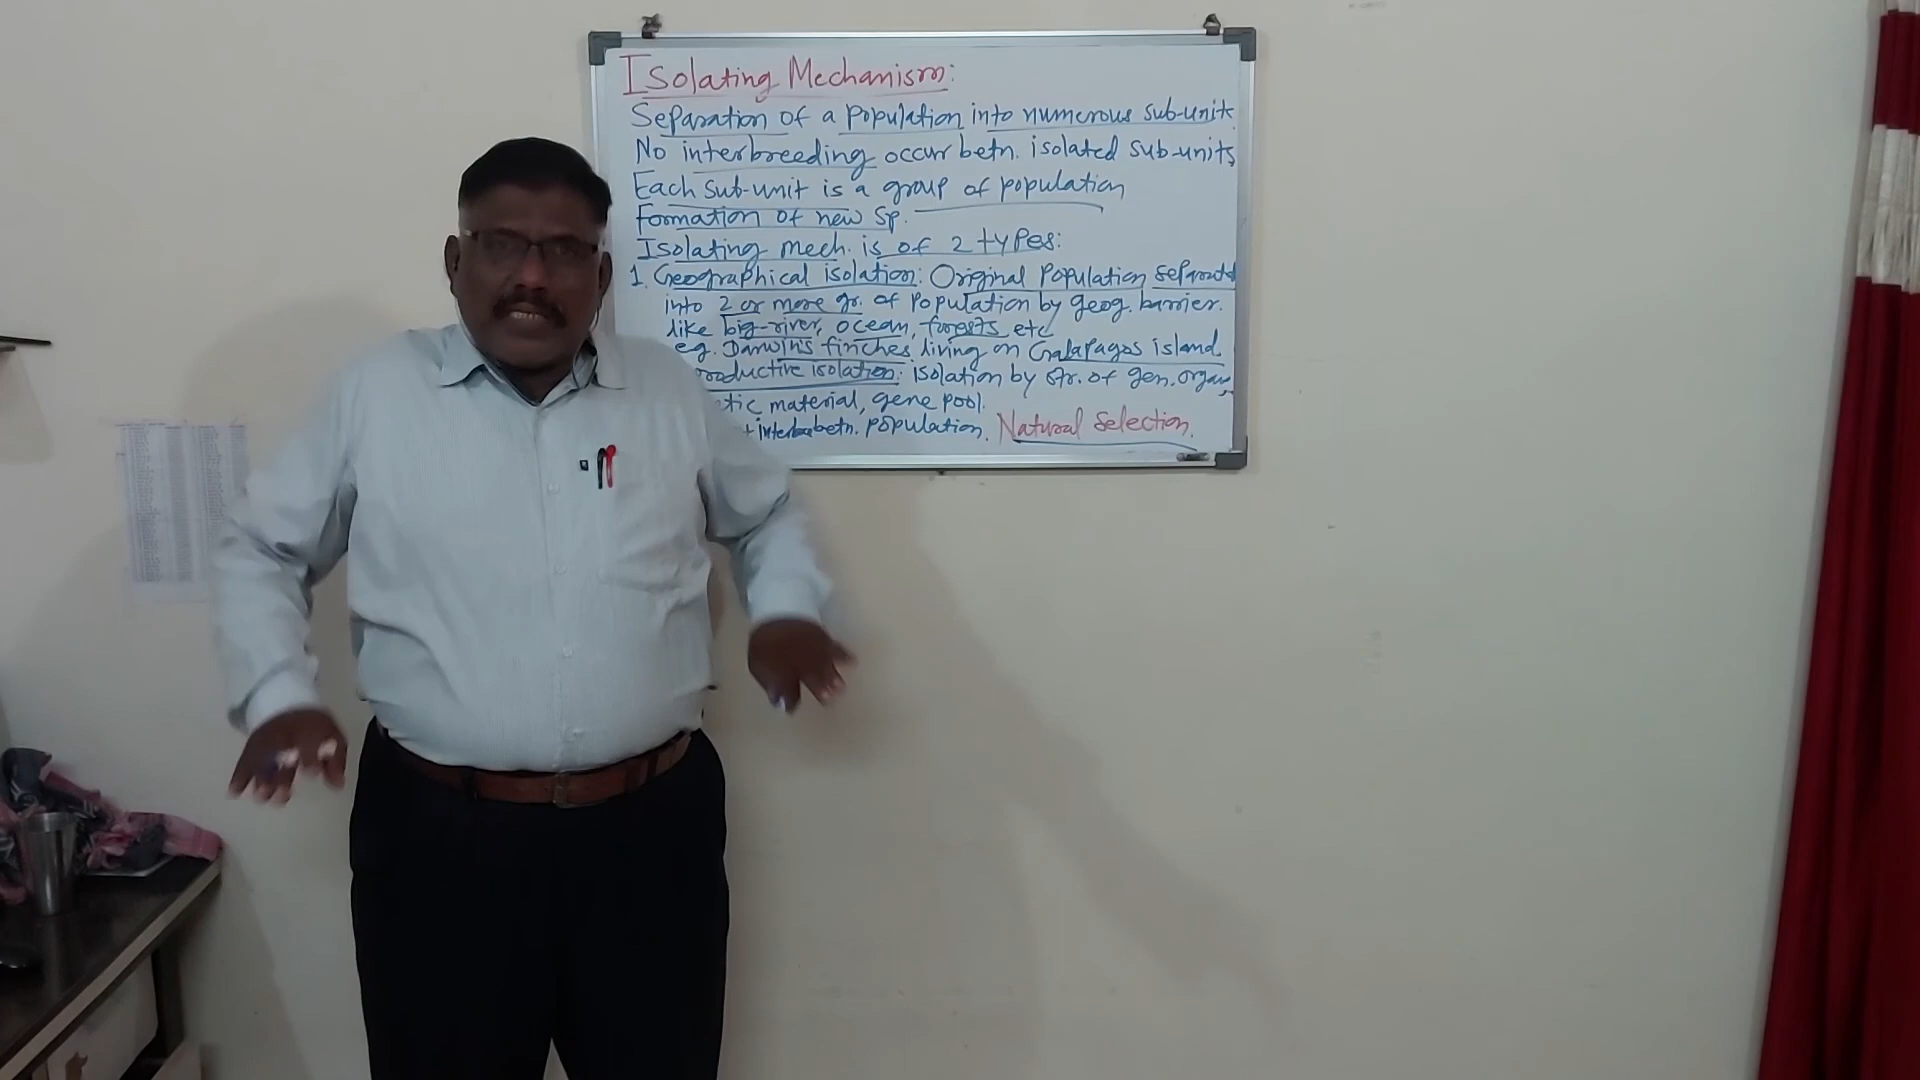 Isolating Mechanism:
Separation of a population into numerous sub-unit.
No interbreeding occur betn. isolated sub-units
Each sub-unit is a group of population
Formation of new sp.
Isolating mech. is of 2 types:
1. Geographical isolation: Original population separated
into 2 or more gr. of population by geog. barrier.
like big-river, ocean, forests etc
eg. Darwin's finches living on Galapagos island.
roductive isolation: isolation by str. of gen. organs,
tic material, gene pool.
betn. population. Natural Selection.